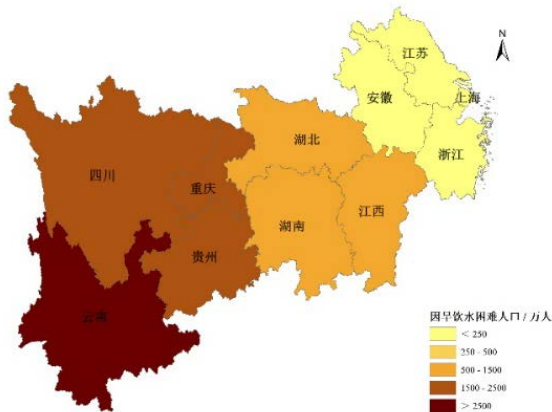 N
江苏
安徽
上海
浙江
湖北
四川
重庆
江西
湖南
贵州
云南
因旱饮水困难人口 / 万人
< 250
250 - 500
500 - 1500
1500 - 2500
> 2500